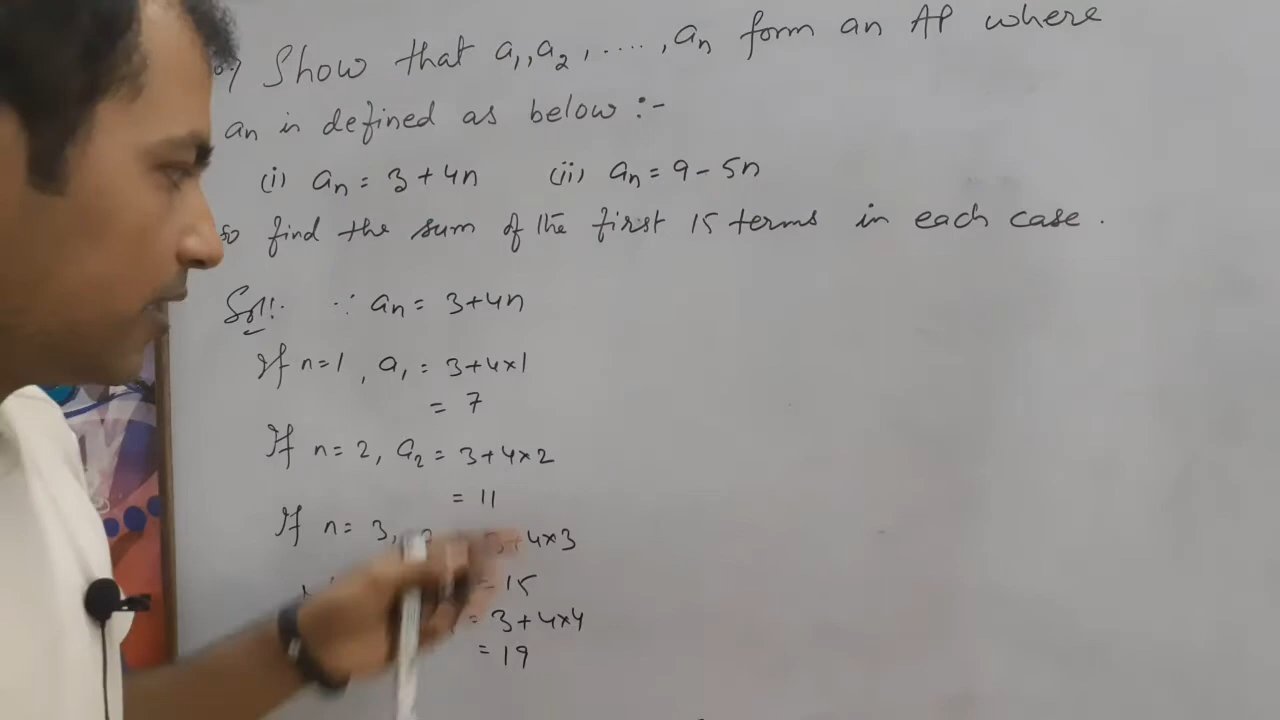 Show that a₁, a₂, ....., an form an AP where
an is defined as below :-
(i) an = 3 + 4n (ii) an = 9 - 5n
so find the sum of the first 15 terms in each case.
Sol!: ∵ an = 3+4n
If n=1, a₁ = 3+4×1
= 7
If n= 2, a₂ = 3+4×2
= 11
If n= 3, 3+4×3
= 15
= 3+4×4
= 19